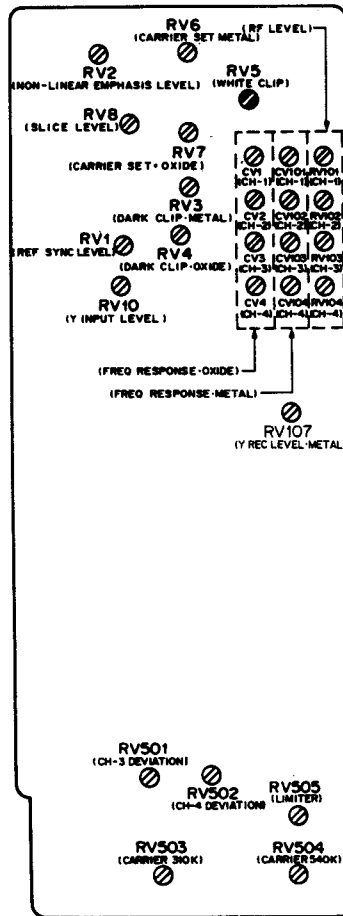 RV6
(CARRIER SET METAL)
(RF LEVEL)
RV2
(NON-LINEAR EMPHASIS LEVEL)
RV5
(WHITE CLIP)
RV8
(SLICE LEVEL)
RV7
(CARRIER SET·OXIDE)
CV1 CV101 RV101
(CH-1) (CH-1) (CH-1)
RV3
(DARK CLIP·METAL)
CV2 CV102 RV102
(CH-2) (CH-2) (CH-2)
RV1
(REF SYNC LEVEL)
RV4
(DARK CLIP·OXIDE)
CV3 CV103 RV103
(CH-3) (CH-3) (CH-3)
RV10
(Y INPUT LEVEL)
CV4 CV104 RV104
(CH-4) (CH-4) (CH-4)
(FREQ RESPONSE·OXIDE)
(FREQ RESPONSE·METAL)
RV107
(Y REC LEVEL·METAL
RV501
(CH-3 DEVIATION)
RV502
(CH-4 DEVIATION)
RV505
(LIMITER)
RV503
(CARRIER 310K)
RV504
(CARRIER 540K)